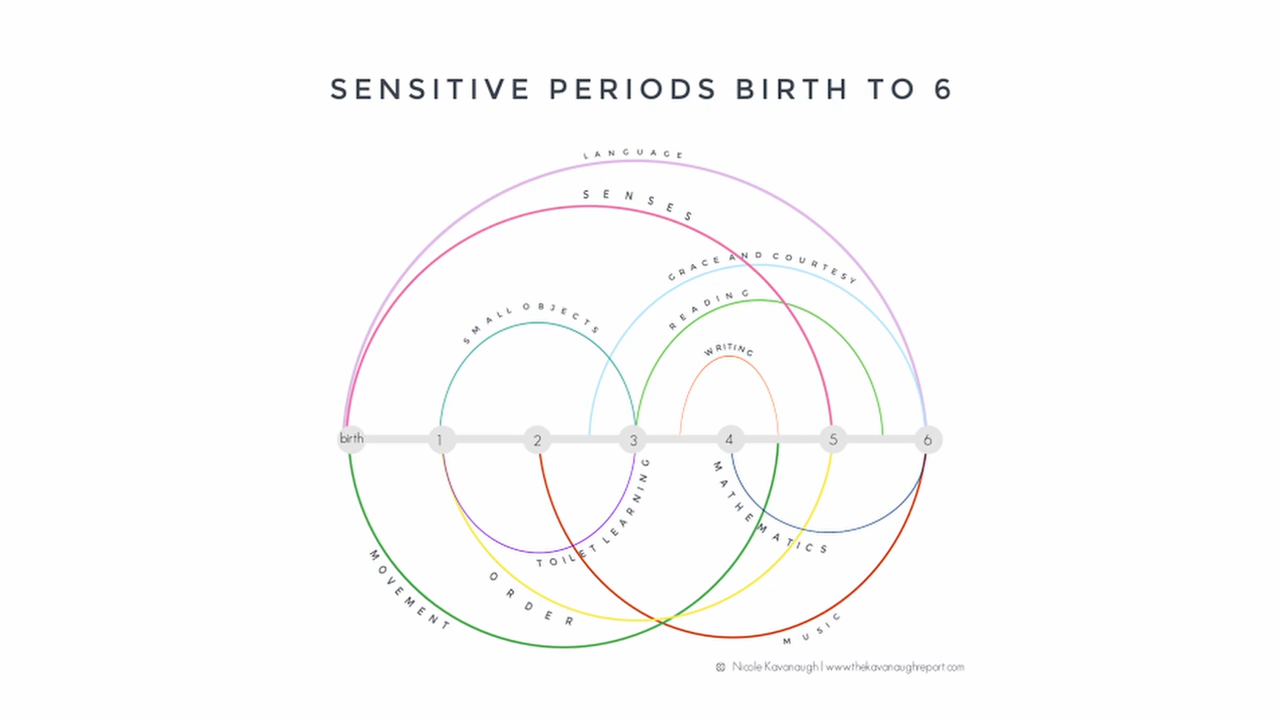 SENSITIVE PERIODS BIRTH TO 6
LANGUAGE
SENSES
GRACE AND COURTESY
READING
SMALL OBJECTS
WRITING
birth 1 2 3 4 5 6
MATHEMATICS
TOILET LEARNING
ORDER
MOVEMENT
MUSIC
© Nicole Kavanaugh | www.thekavanaughreport.com